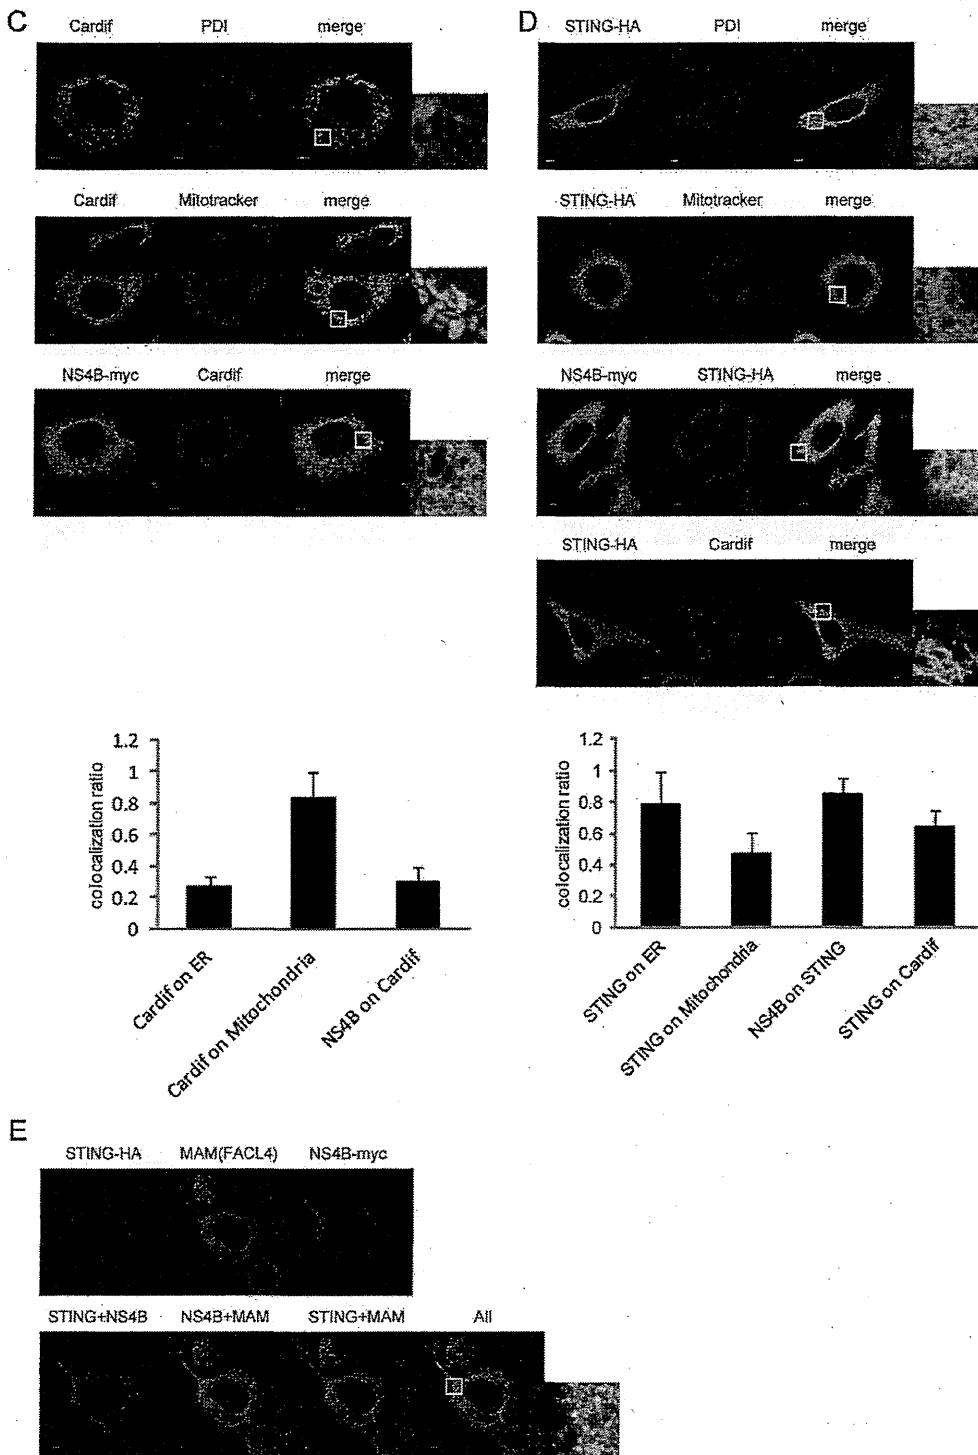 C
Cardif PDI merge
Cardif Mitotracker merge
NS4B-myc Cardif merge
colocalization ratio
1.2
1
0.8
0.6
0.4
0.2
0
Cardif on ER
Cardif on Mitochondria
NS4B on Cardif
D
STING-HA PDI merge
STING-HA Mitotracker merge
NS4B-myc STING-HA merge
STING-HA Cardif merge
colocalization ratio
1.2
1
0.8
0.6
0.4
0.2
0
STING on ER
STING on Mitochondria
NS4B on STING
STING on Cardif
E
STING-HA MAM(FACL4) NS4B-myc
STING+NS4B NS4B+MAM STING+MAM All